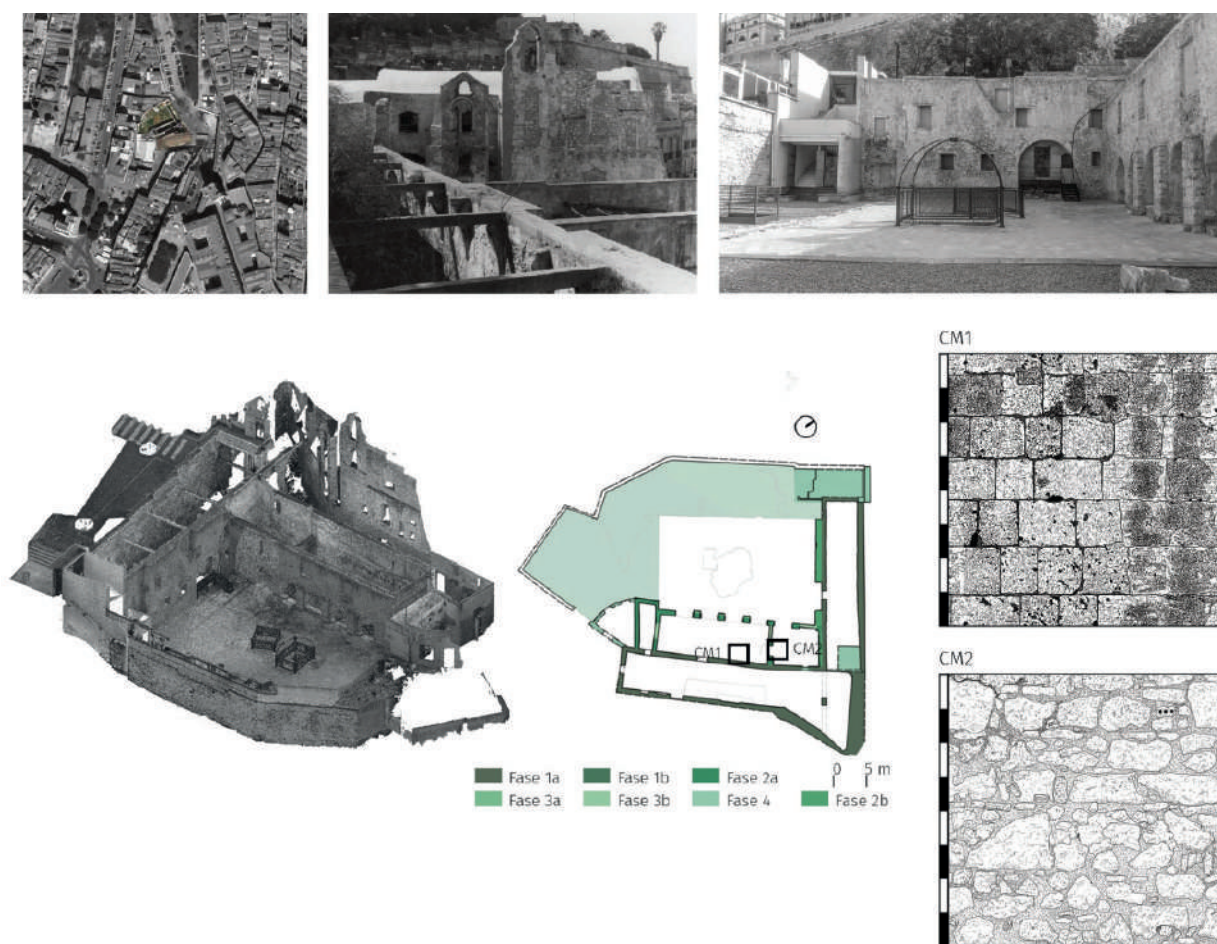 CM1
CM1
CM2
CM2
Fase 1a
Fase 1b
Fase 2a
0 5 m
Fase 3a
Fase 3b
Fase 4
Fase 2b